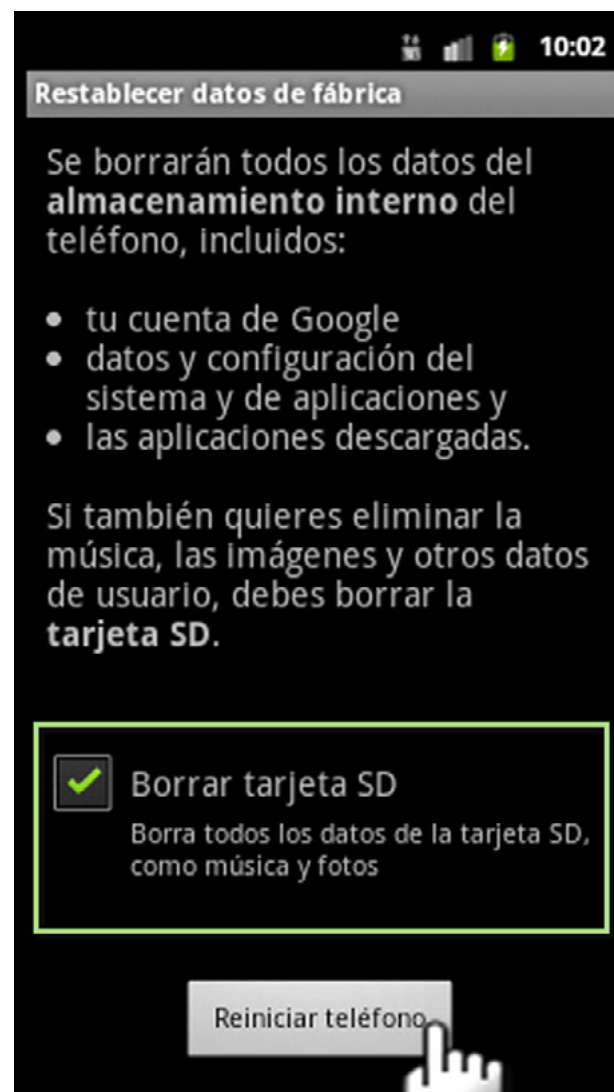 10:02
Restablecer datos de fábrica
Se borrarán todos los datos del
almacenamiento interno del
teléfono, incluidos:
• tu cuenta de Google
• datos y configuración del
sistema y de aplicaciones y
• las aplicaciones descargadas.
Si también quieres eliminar la
música, las imágenes y otros datos
de usuario, debes borrar la
tarjeta SD.
Borrar tarjeta SD
Borra todos los datos de la tarjeta SD,
como música y fotos
Reiniciar teléfono